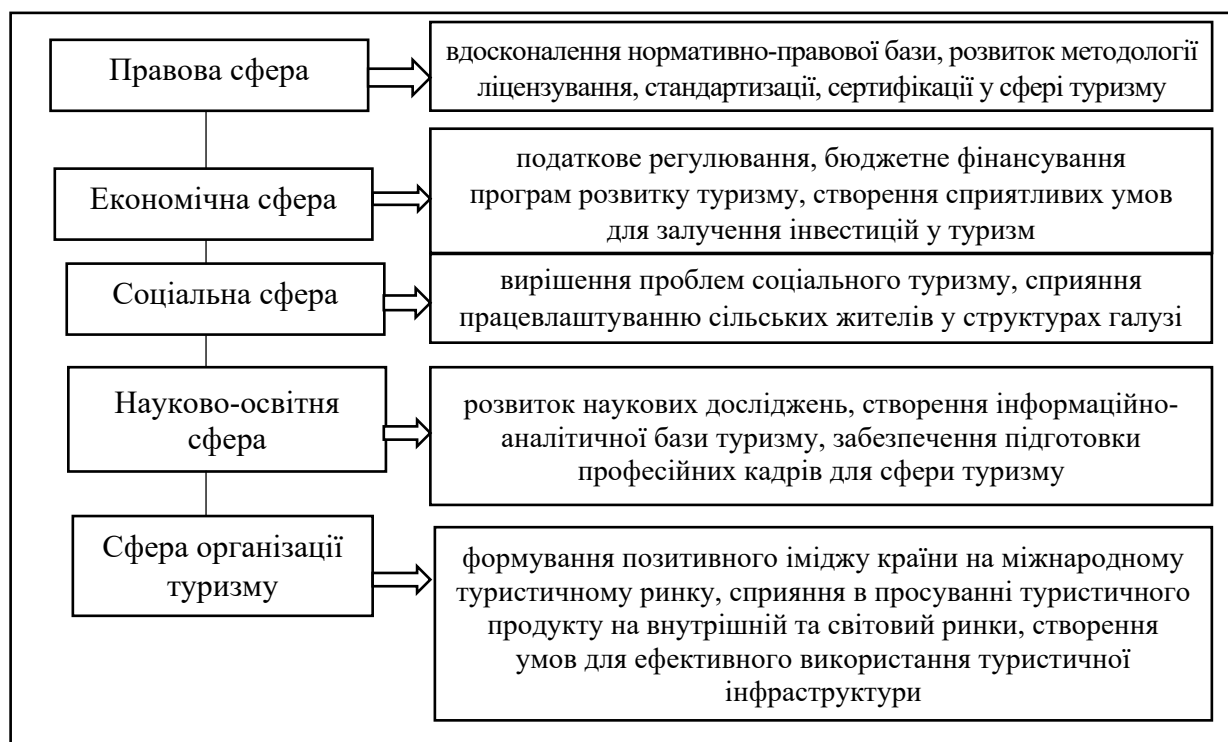 Правова сфера
вдосконалення нормативно-правової бази, розвиток методології
ліцензування, стандартизації, сертифікації у сфері туризму
Економічна сфера
податкове регулювання, бюджетне фінансування
програм розвитку туризму, створення сприятливих умов
для залучення інвестицій у туризм
Соціальна сфера
вирішення проблем соціального туризму, сприяння
працевлаштуванню сільських жителів у структурах галузі
Науково-освітня
сфера
розвиток наукових досліджень, створення інформаційно-
аналітичної бази туризму, забезпечення підготовки
професійних кадрів для сфери туризму
Сфера організації
туризму
формування позитивного іміджу країни на міжнародному
туристичному ринку, сприяння в просуванні туристичного
продукту на внутрішній та світовий ринки, створення
умов для ефективного використання туристичної
інфраструктури